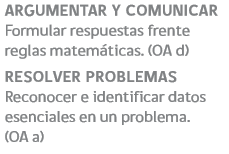 ARGUMENTAR Y COMUNICAR
Formular respuestas frente
reglas matemáticas. (OA d)
RESOLVER PROBLEMAS
Reconocer e identificar datos
esenciales en un problema.
(OA a)